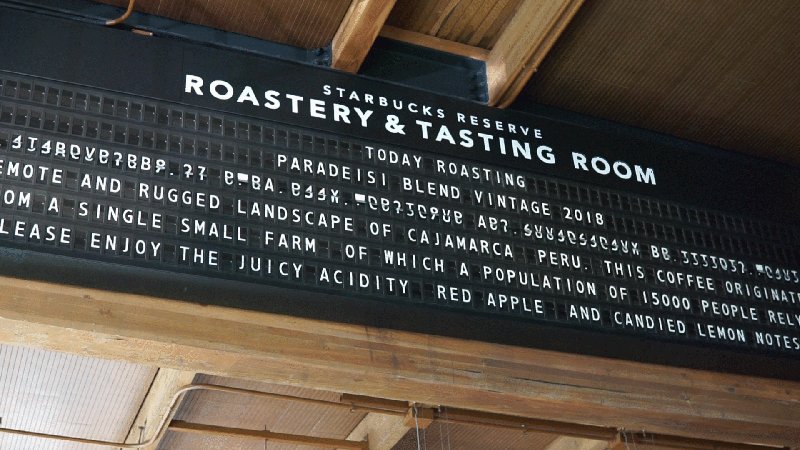 STARBUCKS RESERVE
ROASTERY & TASTING ROOM
TODAY ROASTING
PARADEISI BLEND VINTAGE 2018
EMOTE AND RUGGED LANDSCAPE OF CAJAMARCA PERU. THIS COFFEE ORIGINAT
OM A SINGLE SMALL FARM OF WHICH A POPULATION OF 15000 PEOPLE RELY
LEASE ENJOY THE JUICY ACIDITY RED APPLE AND CANDIED LEMON NOTES